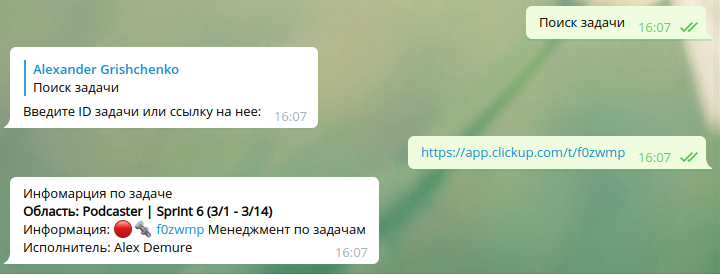 Поиск задачи 16:07
Alexander Grishchenko
Поиск задачи
Введите ID задачи или ссылку на нее: 16:07
https://app.clickup.com/t/f0zwmp 16:07
Инфомарция по задаче
Область: Podcaster | Sprint 6 (3/1 - 3/14)
Информация: 🔴🔩 f0zwmp Менеджмент по задачам
Исполнитель: Alex Demure 16:07